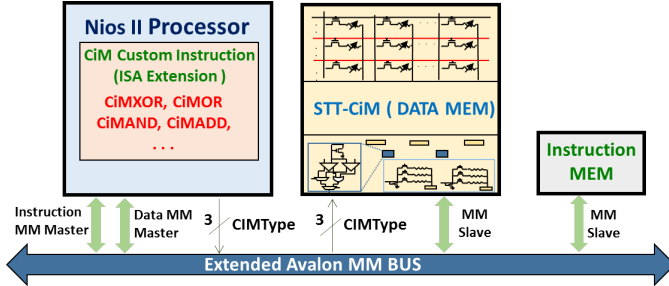 Nios II Processor
CiM Custom Instruction
(ISA Extension )
CiMXOR, CiMOR
CiMAND, CiMADD,
. . .
STT-CiM ( DATA MEM)
Instruction
MEM
Instruction
MM Master
Data MM
Master
3
CIMType
3
CIMType
MM
Slave
MM
Slave
Extended Avalon MM BUS